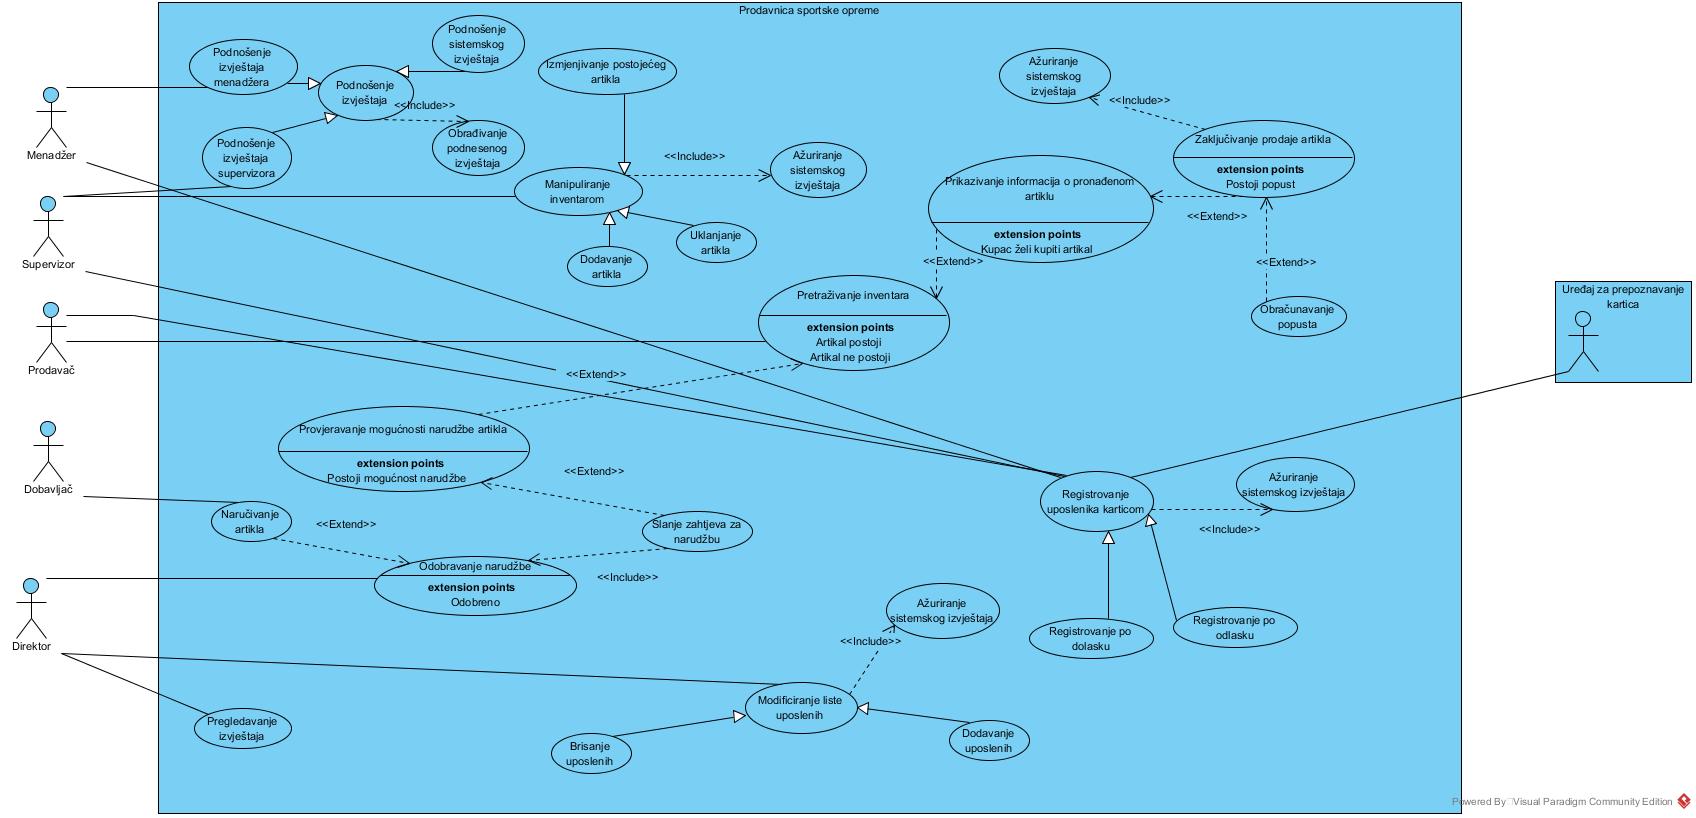 Prodavnica sportske opreme
Podnošenje
izvještaja
menadžera
Podnošenje
sistemskog
izvještaja
Podnošenje
izvještaja
<<Include>>
Obrađivanje
podnesenog
izvještaja
Podnošenje
izvještaja
supervizora
Izmjenjivanje postojećeg
artikla
Manipuliranje
inventarom
<<Include>>
Ažuriranje
sistemskog
izvještaja
Uklanjanje
artikla
Dodavanje
artikla
Ažuriranje
sistemskog
izvještaja
<<Include>>
Zaključivanje prodaje artikla
extension points
Postoji popust
Prikazivanje informacija o pronađenom
artiklu
extension points
Kupac želi kupiti artikal
<<Extend>>
<<Extend>>
<<Extend>>
Obračunavanje
popusta
Pretraživanje inventara
extension points
Artikal postoji
Artikal ne postoji
<<Extend>>
Menadžer
Supervizor
Prodavač
Dobavljač
Direktor
Uređaj za prepoznavanje
kartica
Provjeravanje mogućnosti narudžbe artikla
extension points
Postoji mogućnost narudžbe
<<Extend>>
Naručivanje
artikla
<<Extend>>
Slanje zahtjeva za
narudžbu
<<Include>>
Odobravanje narudžbe
extension points
Odobreno
Registrovanje
uposlenika karticom
Ažuriranje
sistemskog izvještaja
<<Include>>
Registrovanje po
dolasku
Registrovanje po
odlasku
Ažuriranje
sistemskog izvještaja
<<Include>>
Modificiranje liste
uposlenih
Brisanje
uposlenih
Dodavanje
uposlenih
Pregledavanje
izvještaja
Powered By Visual Paradigm Community Edition